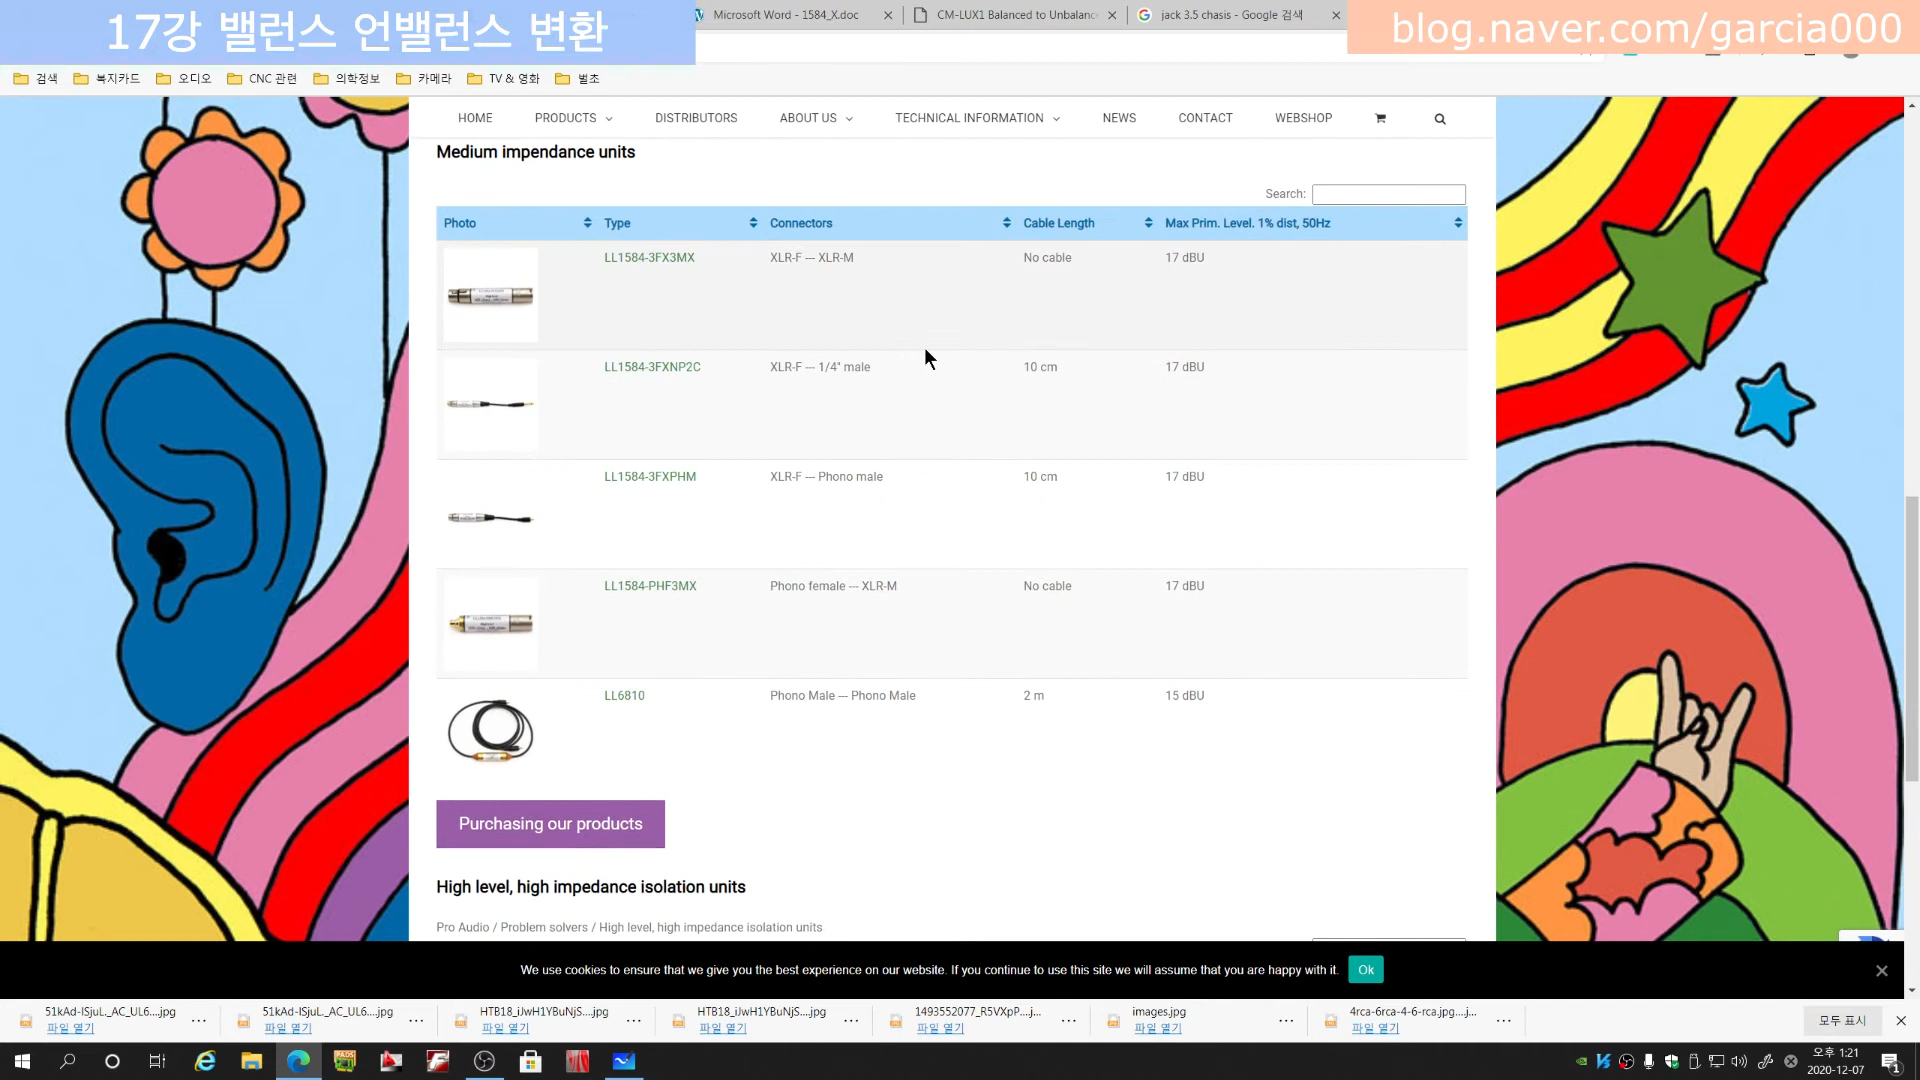 17강 밸런스 언밸런스 변환
Microsoft Word - 1584_X.doc
CM-LUX1 Balanced to Unbalanc
jack 3.5 chasis - Google 검색
blog.naver.com/garcia000
검색
복지카드
오디오
CNC 관련
의학정보
카메라
TV & 영화
벌초
HOME
PRODUCTS
DISTRIBUTORS
ABOUT US
TECHNICAL INFORMATION
NEWS
CONTACT
WEBSHOP
Medium impendance units
Search:
Photo Type Connectors Cable Length Max Prim. Level. 1% dist, 50Hz
LL1584-3FX3MX XLR-F --- XLR-M No cable 17 dBU
LL1584-3FXNP2C XLR-F --- 1/4" male 10 cm 17 dBU
LL1584-3FXPHM XLR-F --- Phono male 10 cm 17 dBU
LL1584-PHF3MX Phono female --- XLR-M No cable 17 dBU
LL6810 Phono Male --- Phono Male 2 m 15 dBU
Purchasing our products
High level, high impedance isolation units
Pro Audio / Problem solvers / High level, high impedance isolation units
We use cookies to ensure that we give you the best experience on our website. If you continue to use this site we will assume that you are happy with it.
Ok
51kAd-lSjuL._AC_UL6....jpg
파일 열기
51kAd-lSjuL._AC_UL6....jpg
파일 열기
HTB18_iJwH1YBuNjS....jpg
파일 열기
HTB18_iJwH1YBuNjS....jpg
파일 열기
1493552077_R5VXpP....j...
파일 열기
images.jpg
파일 열기
4rca-6rca-4-6-rca.jpg....j...
파일 열기
모두 표시
오후 1:21
2020-12-07